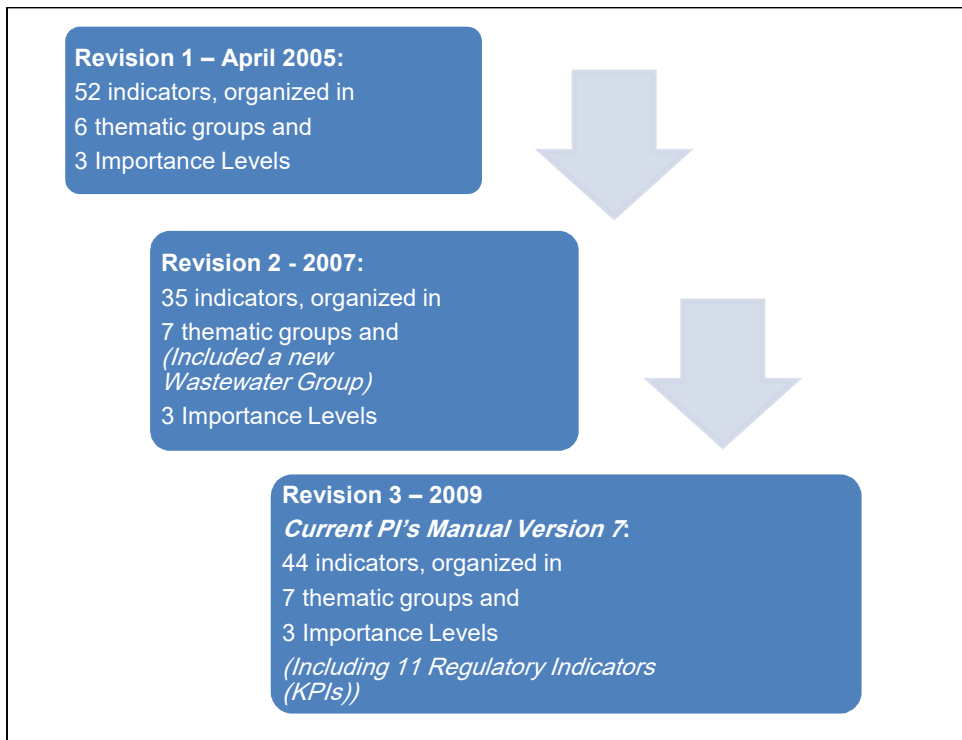 Revision 1 – April 2005:
52 indicators, organized in
6 thematic groups and
3 Importance Levels
Revision 2 - 2007:
35 indicators, organized in
7 thematic groups and
(Included a new
Wastewater Group)
3 Importance Levels
Revision 3 – 2009
Current PI’s Manual Version 7:
44 indicators, organized in
7 thematic groups and
3 Importance Levels
(Including 11 Regulatory Indicators
(KPIs))